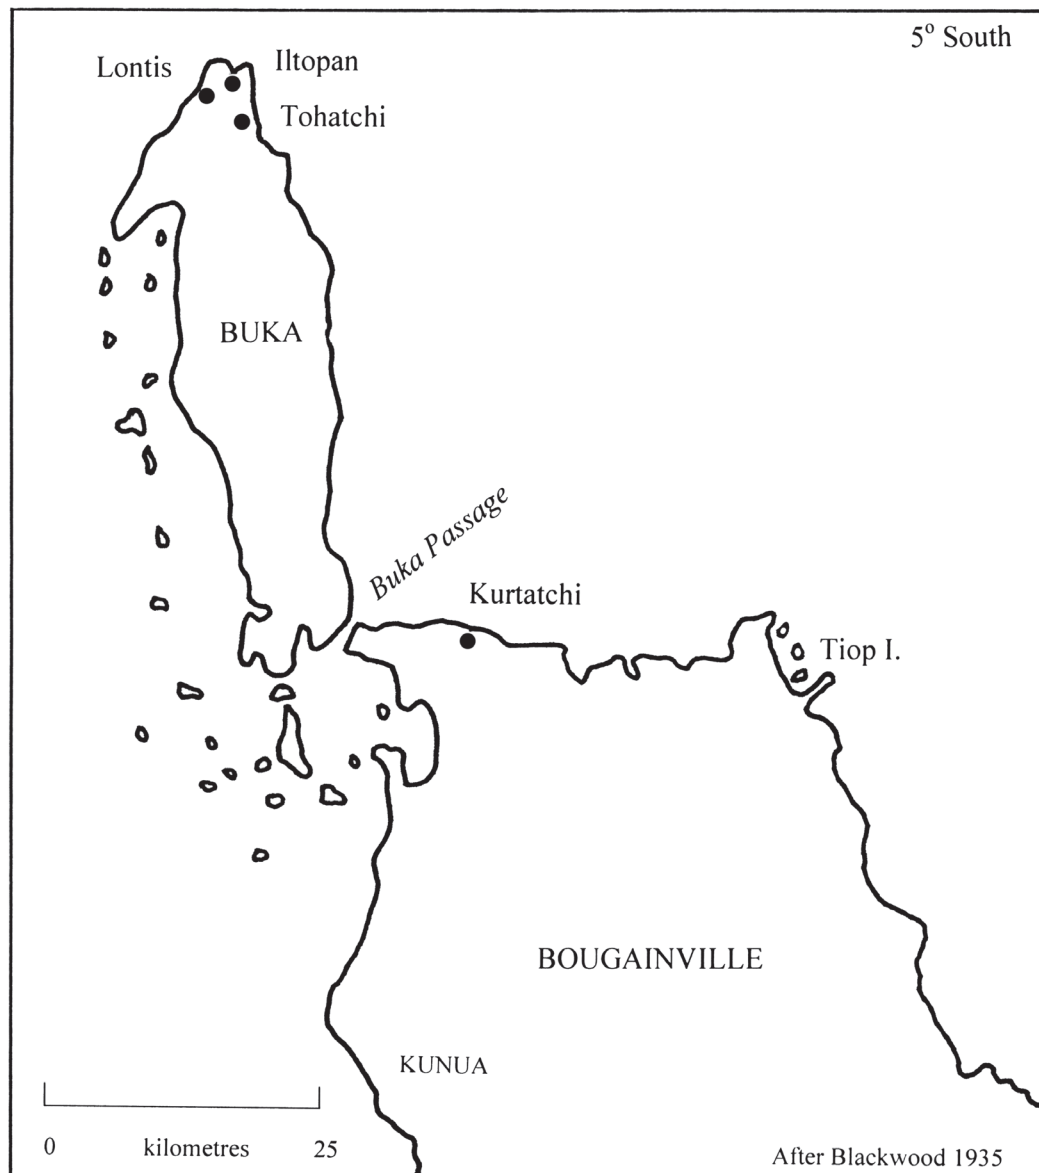 5° South
Lontis
Iltopan
Tohatchi
BUKA
Buka Passage
Kurtatchi
Tiop I.
BOUGAINVILLE
KUNUA
0 kilometres 25
After Blackwood 1935